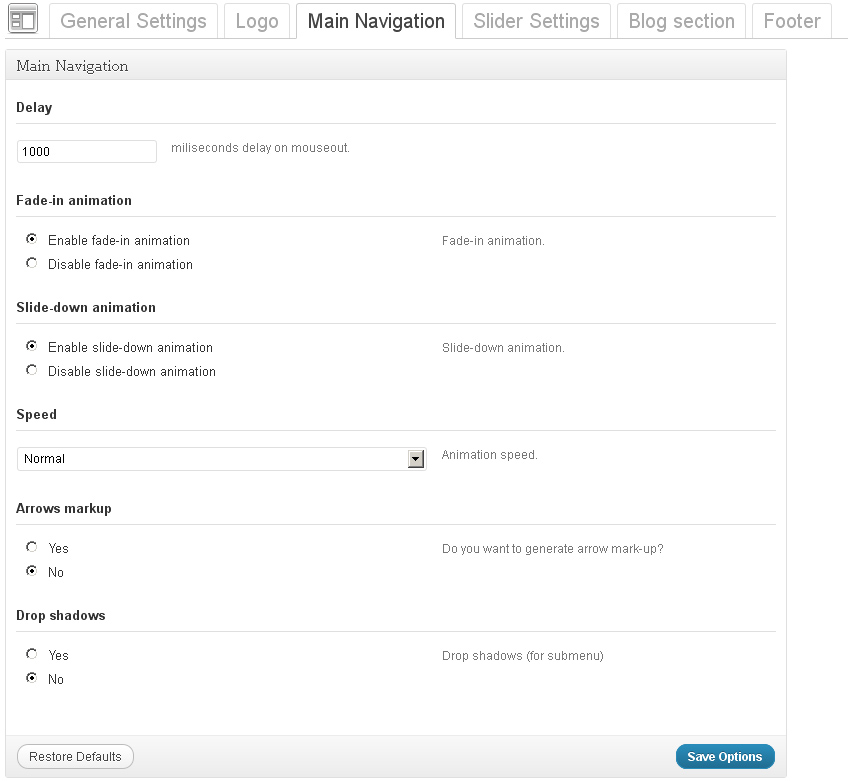 General Settings Logo Main Navigation Slider Settings Blog section Footer
Main Navigation
Delay
1000 miliseconds delay on mouseout.
Fade-in animation
Enable fade-in animation Fade-in animation.
Disable fade-in animation
Slide-down animation
Enable slide-down animation Slide-down animation.
Disable slide-down animation
Speed
Normal Animation speed.
Arrows markup
Yes Do you want to generate arrow mark-up?
No
Drop shadows
Yes Drop shadows (for submenu)
No
Restore Defaults Save Options